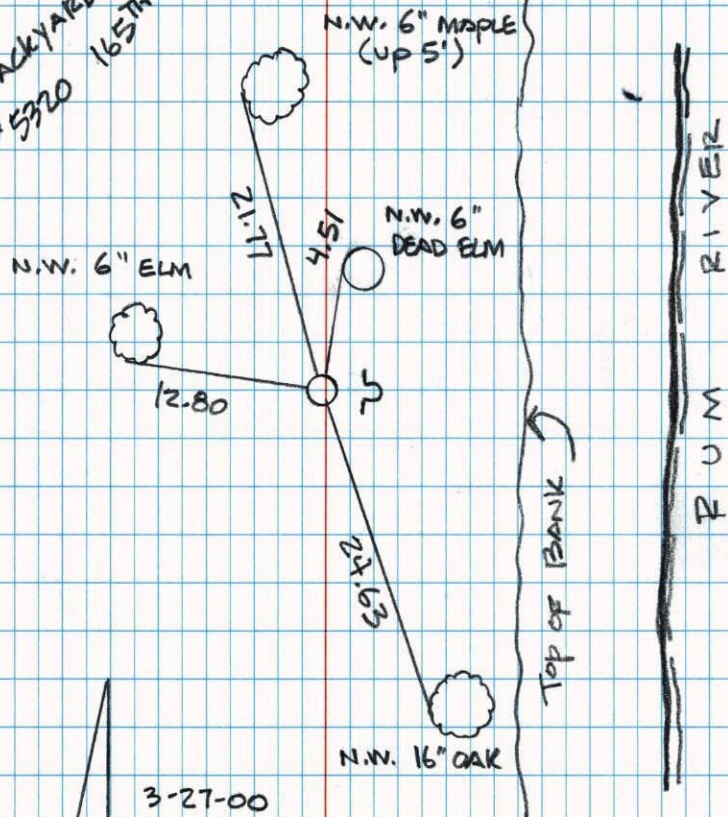 5320 165TH
N.W. 6" MAPLE
(UP 5')
21.77
4.51
N.W. 6"
DEAD ELM
N.W. 6" ELM
12.80
24.63
TOP OF BANK
RUM RIVER
N.W. 16" OAK
3-27-00